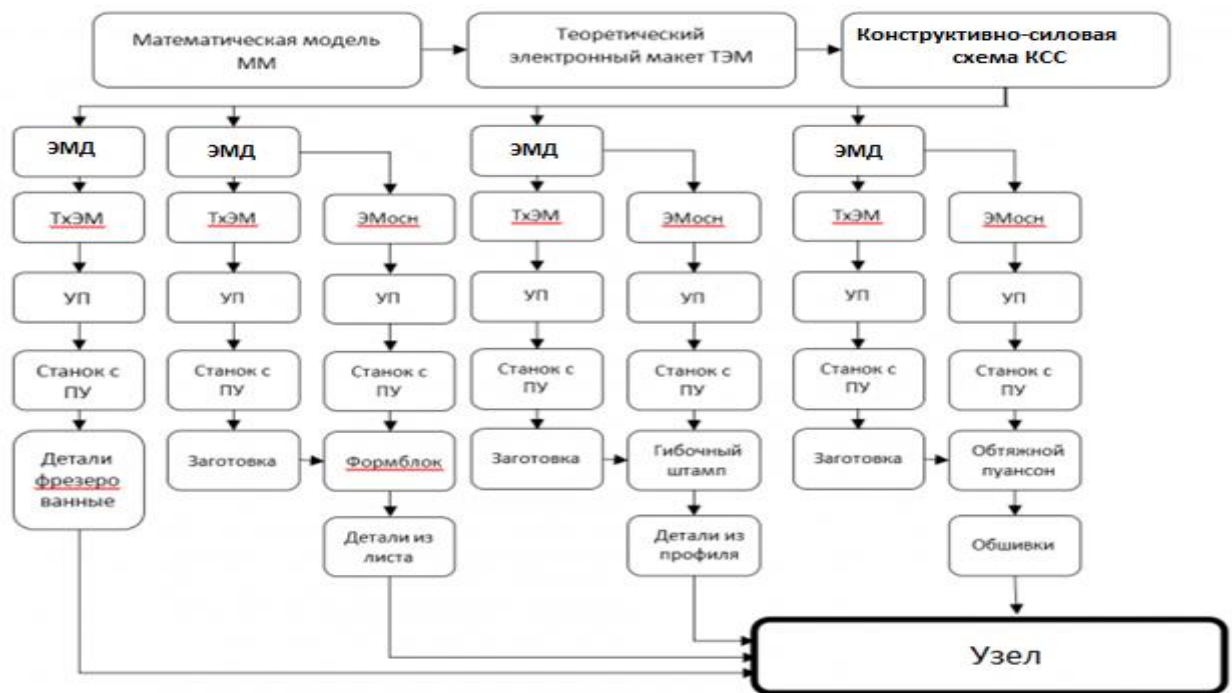 Математическая модель
ММ
Теоретический
электронный макет ТЭМ
Конструктивно-силовая
схема КСС
ЭМД
ЭМД
ЭМД
ЭМД
ТхЭМ
ТхЭМ
ЭМосн
ТхЭМ
ЭМосн
ТхЭМ
ЭМосн
УП
УП
УП
УП
УП
УП
УП
Станок с
ПУ
Станок с
ПУ
Станок с
ПУ
Станок с
ПУ
Станок с
ПУ
Станок с
ПУ
Станок с
ПУ
Детали
фрезеро
ванные
Заготовка
Формблок
Заготовка
Гибочный
штамп
Заготовка
Обтяжной
пуансон
Детали из
листа
Детали из
профиля
Обшивки
Узел